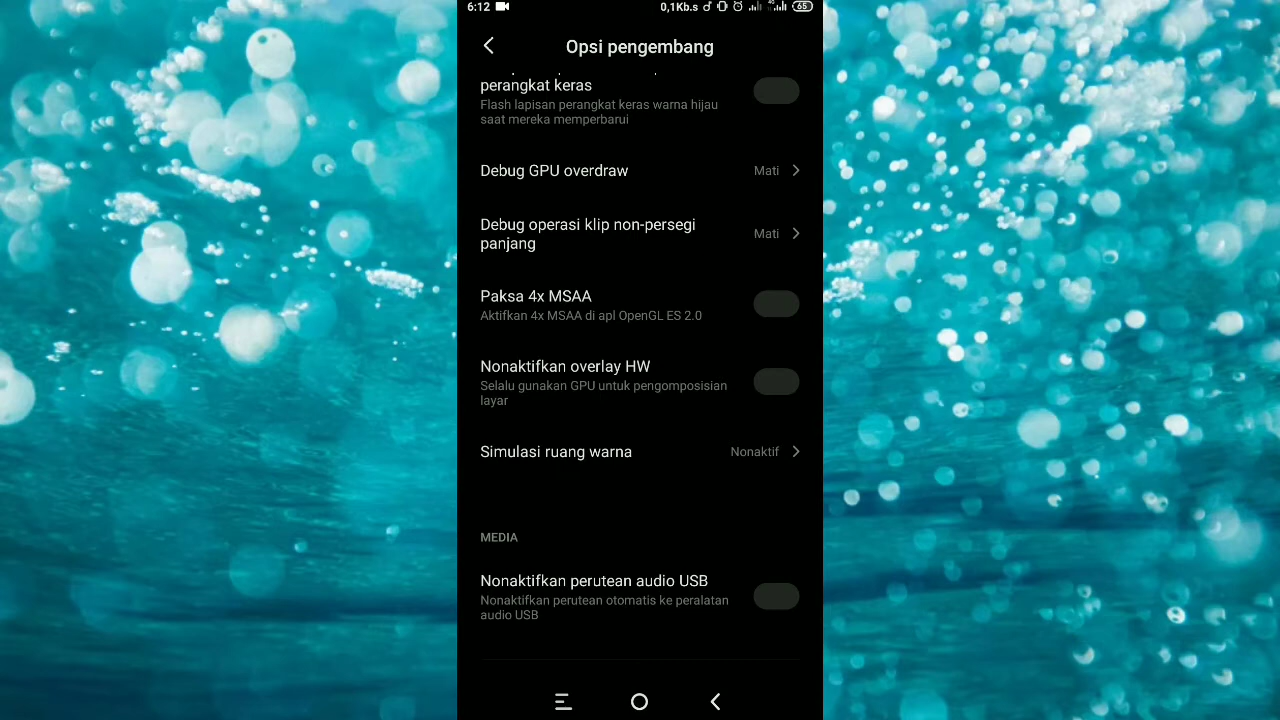 6:12
0,1Kb.s
65
Opsi pengembang
perangkat keras
Flash lapisan perangkat keras warna hijau
saat mereka memperbarui
Debug GPU overdraw
Mati
Debug operasi klip non-persegi
panjang
Mati
Paksa 4x MSAA
Aktifkan 4x MSAA di apl OpenGL ES 2.0
Nonaktifkan overlay HW
Selalu gunakan GPU untuk pengomposisian
layar
Simulasi ruang warna
Nonaktif
MEDIA
Nonaktifkan perutean audio USB
Nonaktifkan perutean otomatis ke peralatan
audio USB